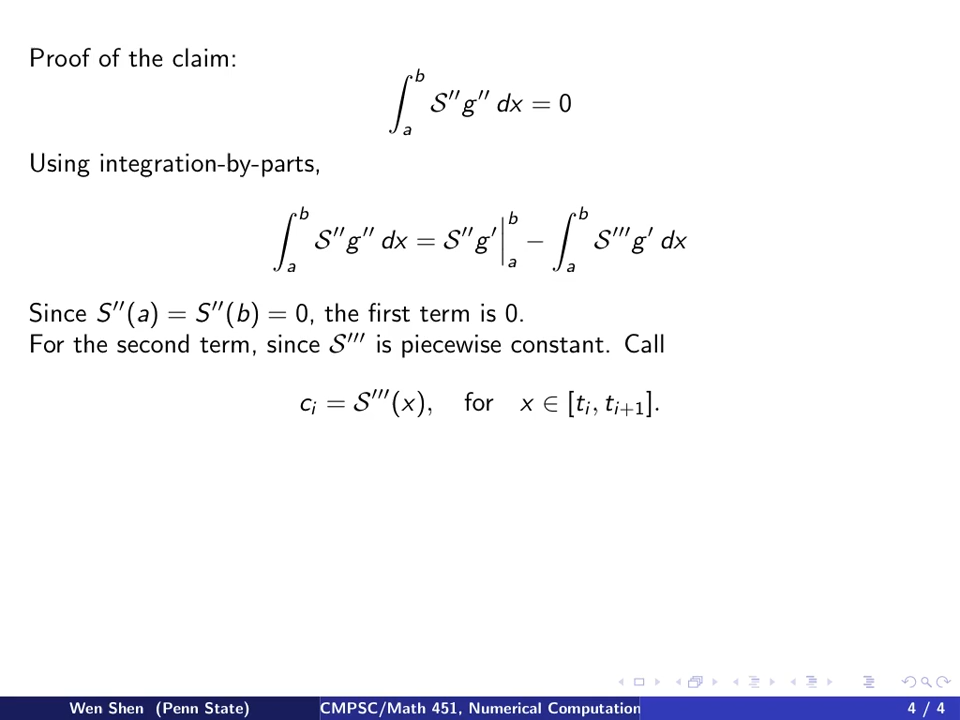 Proof of the claim:
∫_a^b 𝒮″g″ dx = 0
Using integration-by-parts,
∫_a^b 𝒮″g″ dx = 𝒮″g′ |_a^b − ∫_a^b 𝒮‴g′ dx
Since S″(a) = S″(b) = 0, the first term is 0.
For the second term, since 𝒮‴ is piecewise constant. Call
c_i = 𝒮‴(x), for x ∈ [t_i, t_{i+1}].
Wen Shen (Penn State) CMPSC/Math 451, Numerical Computation 4 / 4